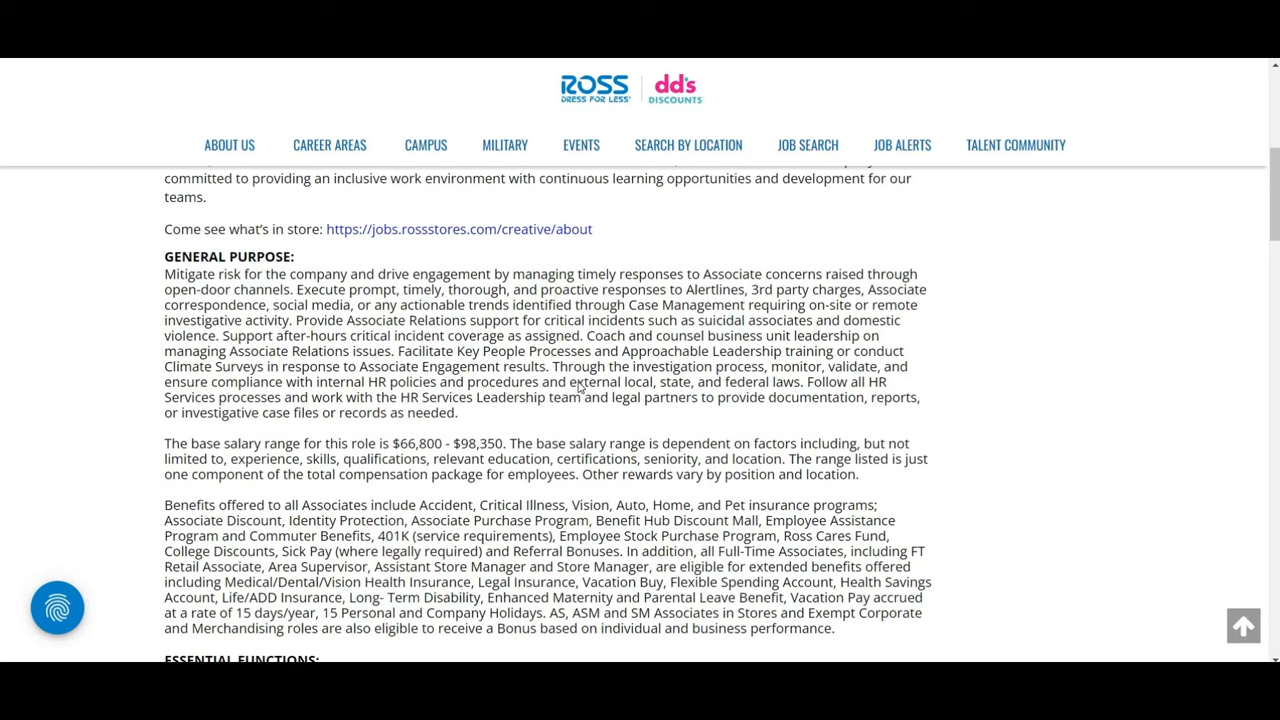 ROSS
DRESS FOR LESS®
dd's
DISCOUNTS
ABOUT US CAREER AREAS CAMPUS MILITARY EVENTS SEARCH BY LOCATION JOB SEARCH JOB ALERTS TALENT COMMUNITY
committed to providing an inclusive work environment with continuous learning opportunities and development for our
teams.
Come see what's in store: https://jobs.rossstores.com/creative/about
GENERAL PURPOSE:
Mitigate risk for the company and drive engagement by managing timely responses to Associate concerns raised through
open-door channels. Execute prompt, timely, thorough, and proactive responses to Alertlines, 3rd party charges, Associate
correspondence, social media, or any actionable trends identified through Case Management requiring on-site or remote
investigative activity. Provide Associate Relations support for critical incidents such as suicidal associates and domestic
violence. Support after-hours critical incident coverage as assigned. Coach and counsel business unit leadership on
managing Associate Relations issues. Facilitate Key People Processes and Approachable Leadership training or conduct
Climate Surveys in response to Associate Engagement results. Through the investigation process, monitor, validate, and
ensure compliance with internal HR policies and procedures and external local, state, and federal laws. Follow all HR
Services processes and work with the HR Services Leadership team and legal partners to provide documentation, reports,
or investigative case files or records as needed.
The base salary range for this role is $66,800 - $98,350. The base salary range is dependent on factors including, but not
limited to, experience, skills, qualifications, relevant education, certifications, seniority, and location. The range listed is just
one component of the total compensation package for employees. Other rewards vary by position and location.
Benefits offered to all Associates include Accident, Critical Illness, Vision, Auto, Home, and Pet insurance programs;
Associate Discount, Identity Protection, Associate Purchase Program, Benefit Hub Discount Mall, Employee Assistance
Program and Commuter Benefits, 401K (service requirements), Employee Stock Purchase Program, Ross Cares Fund,
College Discounts, Sick Pay (where legally required) and Referral Bonuses. In addition, all Full-Time Associates, including FT
Retail Associate, Area Supervisor, Assistant Store Manager and Store Manager, are eligible for extended benefits offered
including Medical/Dental/Vision Health Insurance, Legal Insurance, Vacation Buy, Flexible Spending Account, Health Savings
Account, Life/ADD Insurance, Long- Term Disability, Enhanced Maternity and Parental Leave Benefit, Vacation Pay accrued
at a rate of 15 days/year, 15 Personal and Company Holidays. AS, ASM and SM Associates in Stores and Exempt Corporate
and Merchandising roles are also eligible to receive a Bonus based on individual and business performance.
ESSENTIAL FUNCTIONS: